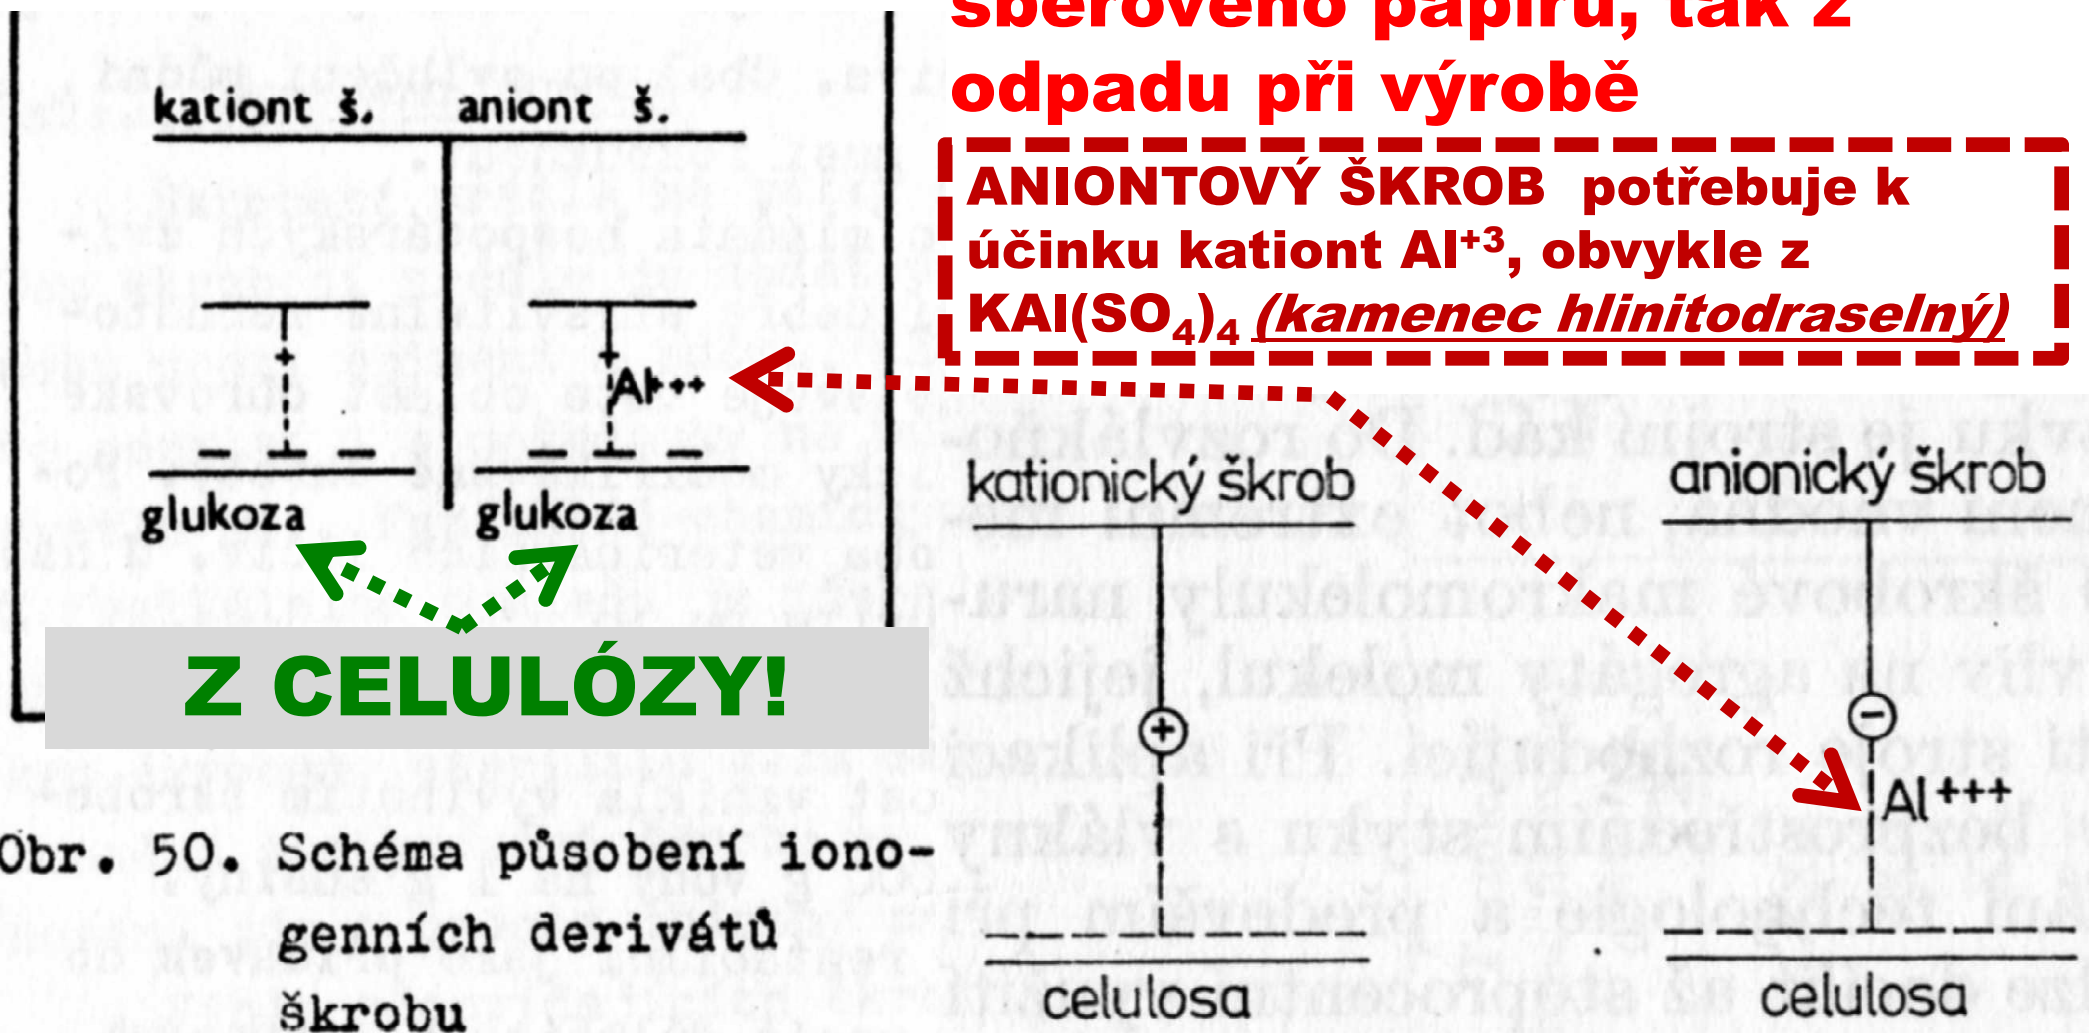 sběrového papíru, tak z
odpadu při výrobě
ANIONTOVÝ ŠKROB potřebuje k
účinku kationt Al+3, obvykle z
KAl(SO4)4 (kamenec hlinitodraselný)
kationt š. aniont š.
+
+
Al+++
glukoza
glukoza
Z CELULÓZY!
Obr. 50. Schéma působení iono-
genních derivátů
škrobu
kationický škrob
+
celulosa
anionický škrob
−
Al+++
celulosa